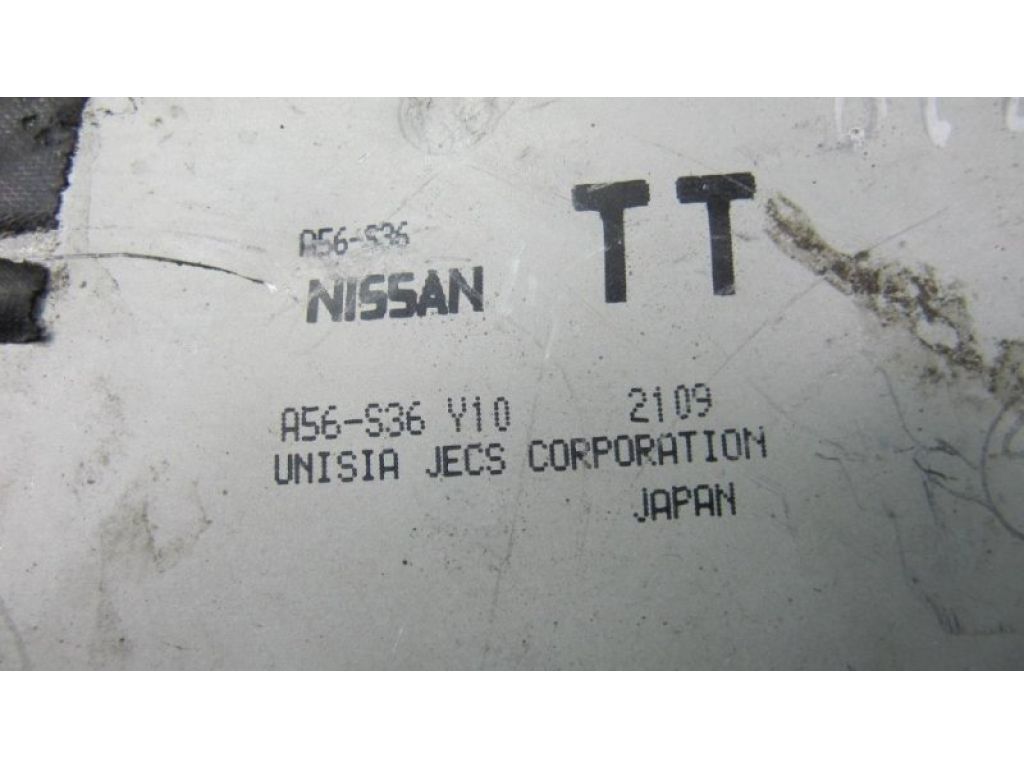 TT
A56-S36
NISSAN
A56-S36 Y10 2109
UNISIA JECS CORPORATION
JAPAN